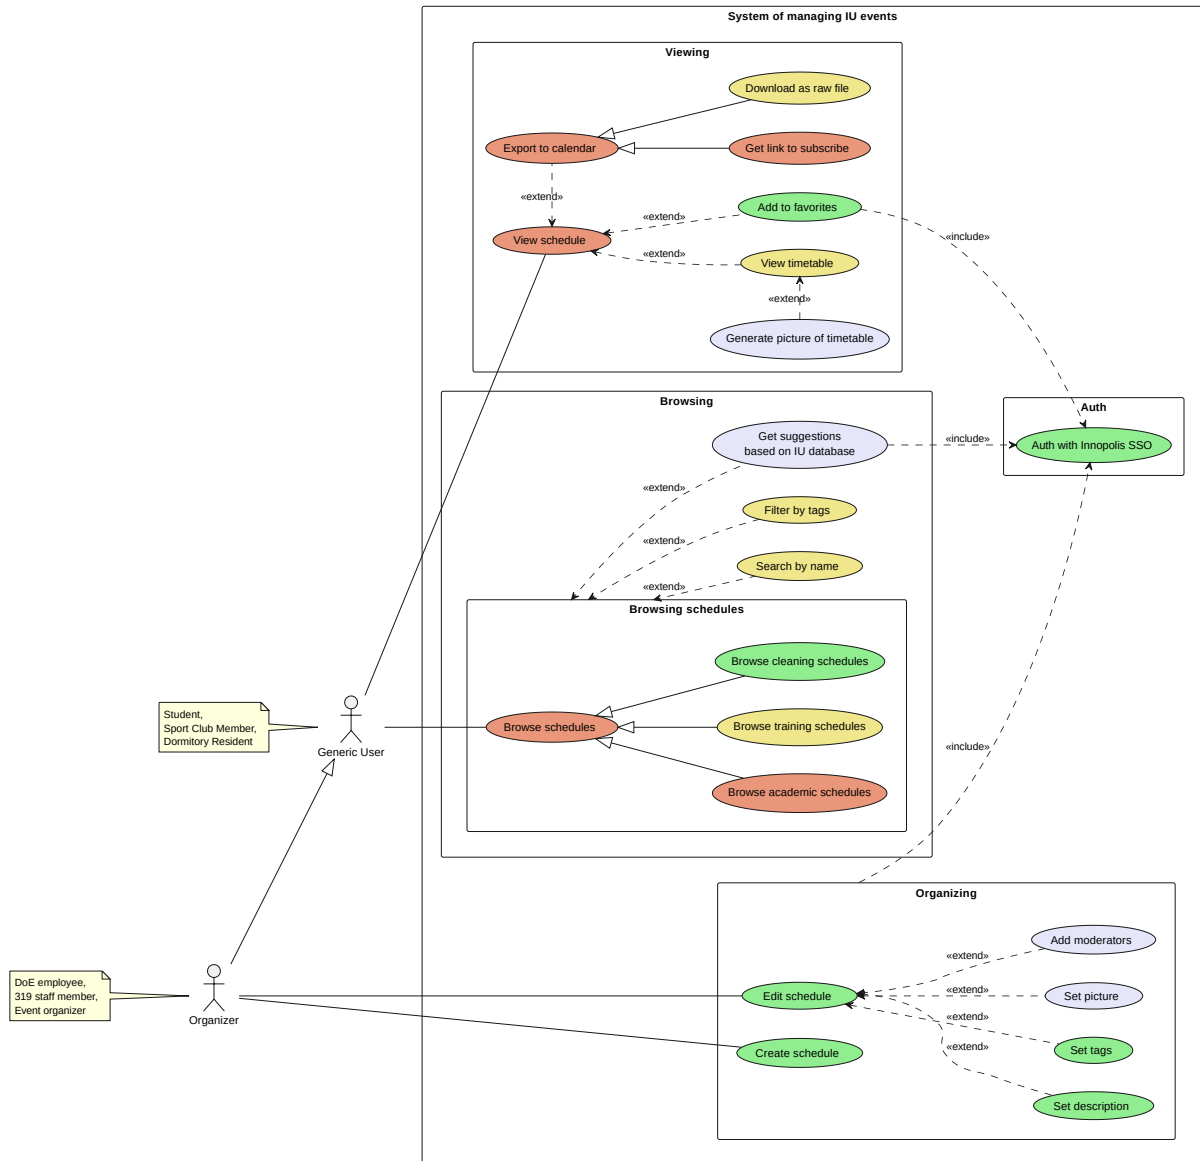 System of managing IU events
Viewing
Download as raw file
Export to calendar
Get link to subscribe
«extend»
Add to favorites
«extend»
«include»
View schedule
«extend»
View timetable
«extend»
Generate picture of timetable
Browsing
Auth
Get suggestions
based on IU database
«include»
Auth with Innopolis SSO
«extend»
Filter by tags
«extend»
Search by name
«extend»
Browsing schedules
Browse cleaning schedules
Student,
Sport Club Member,
Dormitory Resident
Generic User
Browse schedules
Browse training schedules
«include»
Browse academic schedules
Organizing
Add moderators
«extend»
DoE employee,
319 staff member,
Event organizer
Organizer
Edit schedule
«extend»
Set picture
«extend»
Create schedule
«extend»
Set tags
Set description